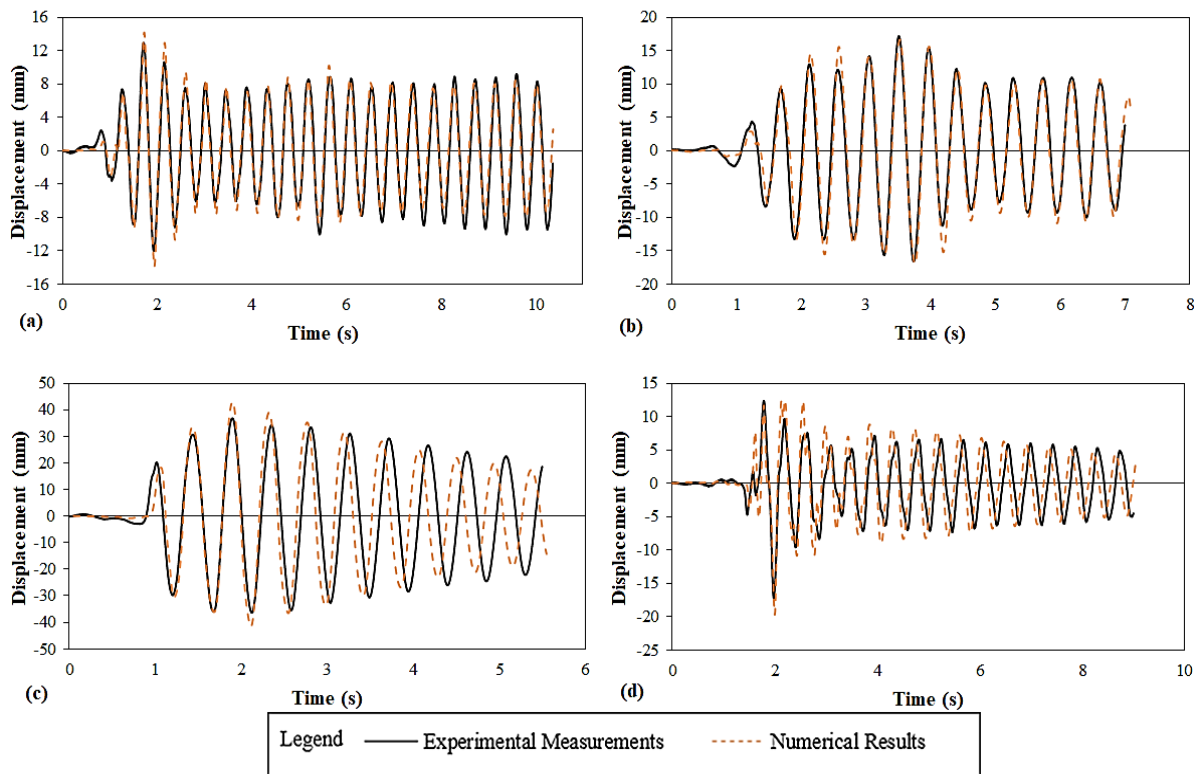 16
12
8
4
0
-4
-8
-12
-16
Displacement (mm)
0 2 4 6 8 10
Time (s)
(a)
20
15
10
5
0
-5
-10
-15
-20
Displacement (mm)
0 1 2 3 4 5 6 7 8
Time (s)
(b)
50
40
30
20
10
0
-10
-20
-30
-40
-50
Displacement (mm)
0 1 2 3 4 5 6
Time (s)
(c)
15
10
5
0
-5
-10
-15
-20
-25
Displacement (mm)
0 2 4 6 8 10
Time (s)
(d)
Legend Experimental Measurements Numerical Results